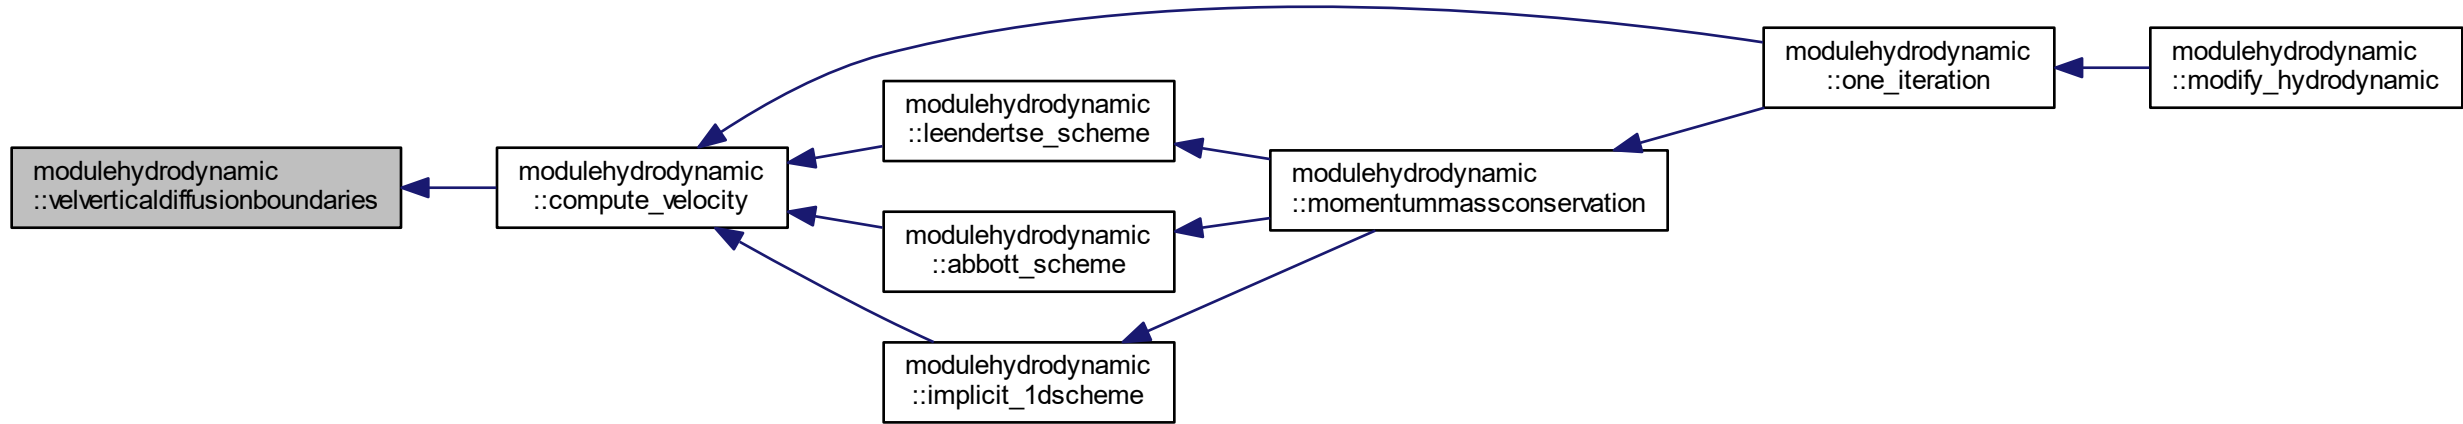 modulehydrodynamic
::velverticaldiffusionboundaries
modulehydrodynamic
::compute_velocity
modulehydrodynamic
::leendertse_scheme
modulehydrodynamic
::abbott_scheme
modulehydrodynamic
::implicit_1dscheme
modulehydrodynamic
::momentummassconservation
modulehydrodynamic
::one_iteration
modulehydrodynamic
::modify_hydrodynamic